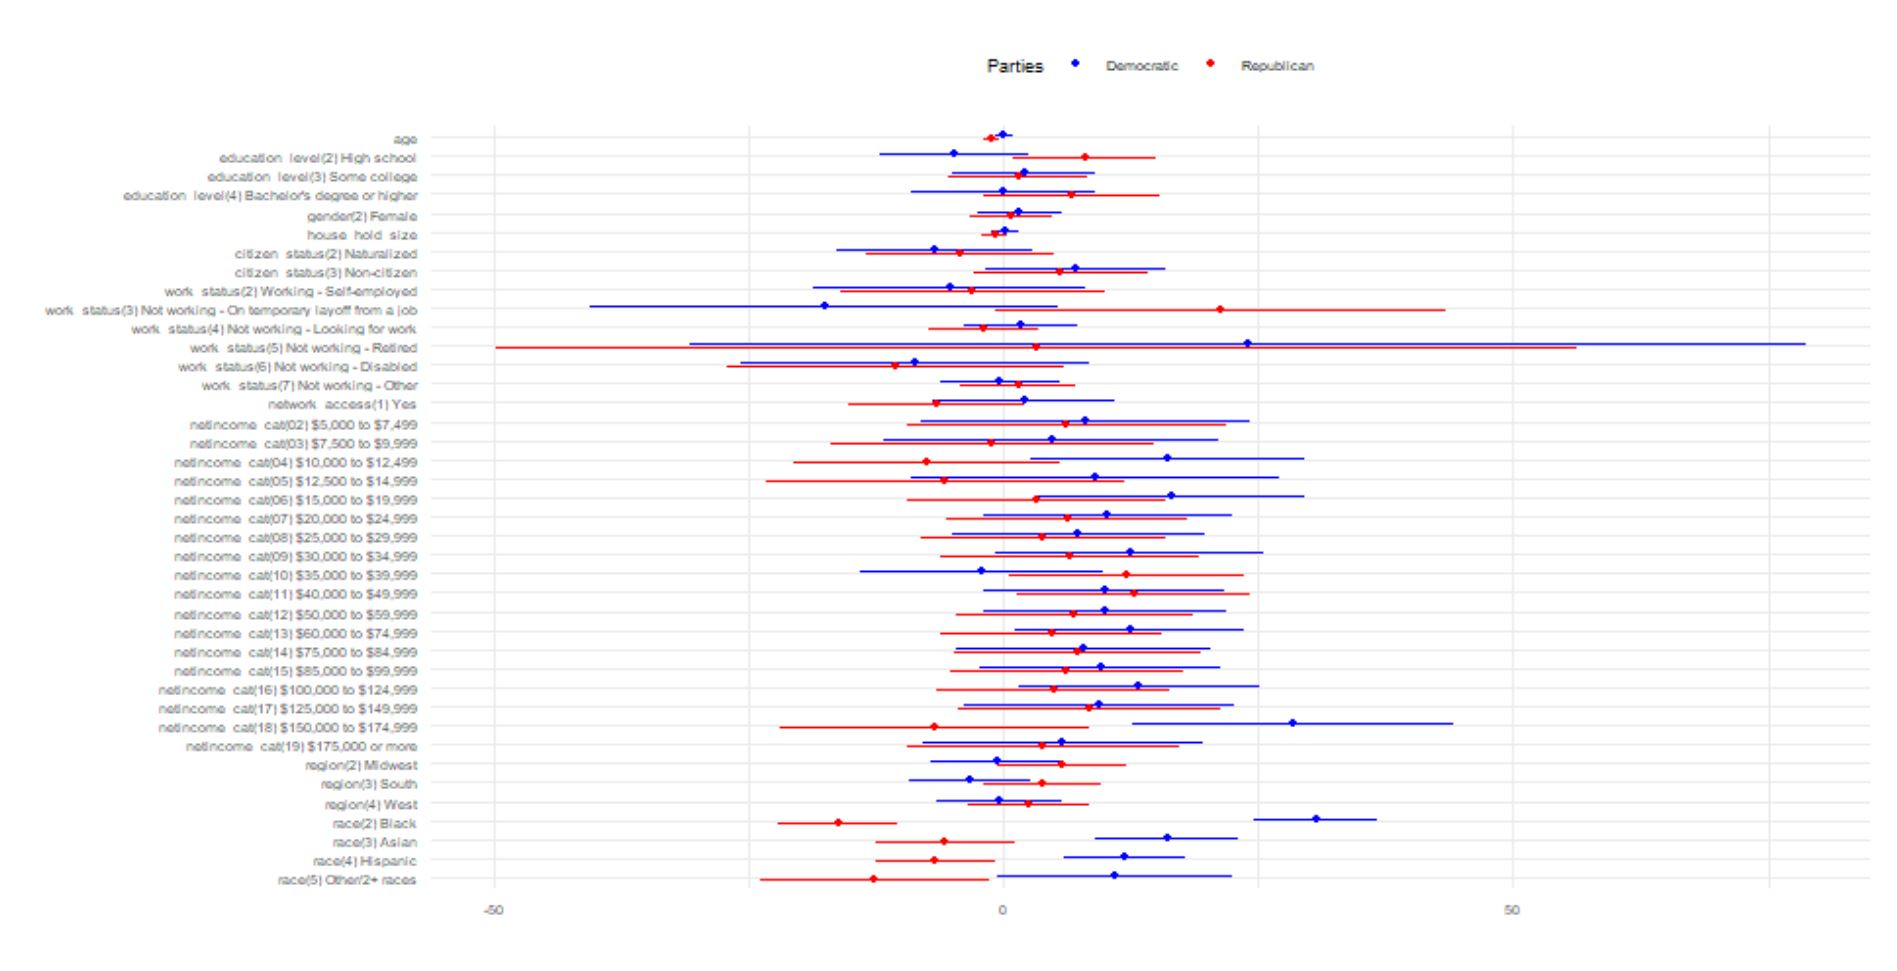 Parties Democratic Republican
age
education_level(2) High school
education_level(3) Some college
education_level(4) Bachelor's degree or higher
gender(2) Female
house_hold_size
citizen_status(2) Naturalized
citizen_status(3) Non-citizen
work_status(2) Working - Self-employed
work_status(3) Not working - On temporary layoff from a job
work_status(4) Not working - Looking for work
work_status(5) Not working - Retired
work_status(6) Not working - Disabled
work_status(7) Not working - Other
network_access(1) Yes
netincome_cat(02) $5,000 to $7,499
netincome_cat(03) $7,500 to $9,999
netincome_cat(04) $10,000 to $12,499
netincome_cat(05) $12,500 to $14,999
netincome_cat(06) $15,000 to $19,999
netincome_cat(07) $20,000 to $24,999
netincome_cat(08) $25,000 to $29,999
netincome_cat(09) $30,000 to $34,999
netincome_cat(10) $35,000 to $39,999
netincome_cat(11) $40,000 to $49,999
netincome_cat(12) $50,000 to $59,999
netincome_cat(13) $60,000 to $74,999
netincome_cat(14) $75,000 to $84,999
netincome_cat(15) $85,000 to $99,999
netincome_cat(16) $100,000 to $124,999
netincome_cat(17) $125,000 to $149,999
netincome_cat(18) $150,000 to $174,999
netincome_cat(19) $175,000 or more
region(2) Midwest
region(3) South
region(4) West
race(2) Black
race(3) Asian
race(4) Hispanic
race(5) Other/2+ races
-50 0 50